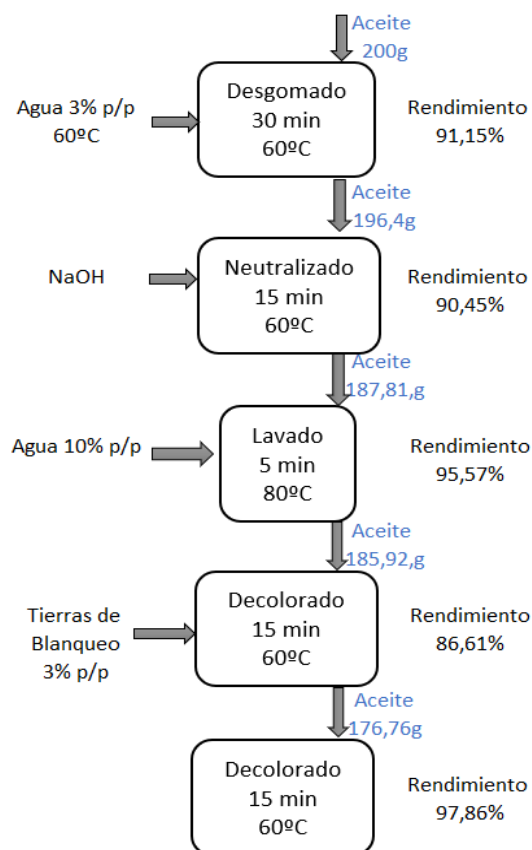 Aceite
200g
Desgomado
30 min
60ºC
Agua 3% p/p
60ºC
Rendimiento
91,15%
Aceite
196,4g
NaOH
Neutralizado
15 min
60ºC
Rendimiento
90,45%
Aceite
187,81,g
Agua 10% p/p
Lavado
5 min
80ºC
Rendimiento
95,57%
Aceite
185,92,g
Tierras de
Blanqueo
3% p/p
Decolorado
15 min
60ºC
Rendimiento
86,61%
Aceite
176,76g
Decolorado
15 min
60ºC
Rendimiento
97,86%